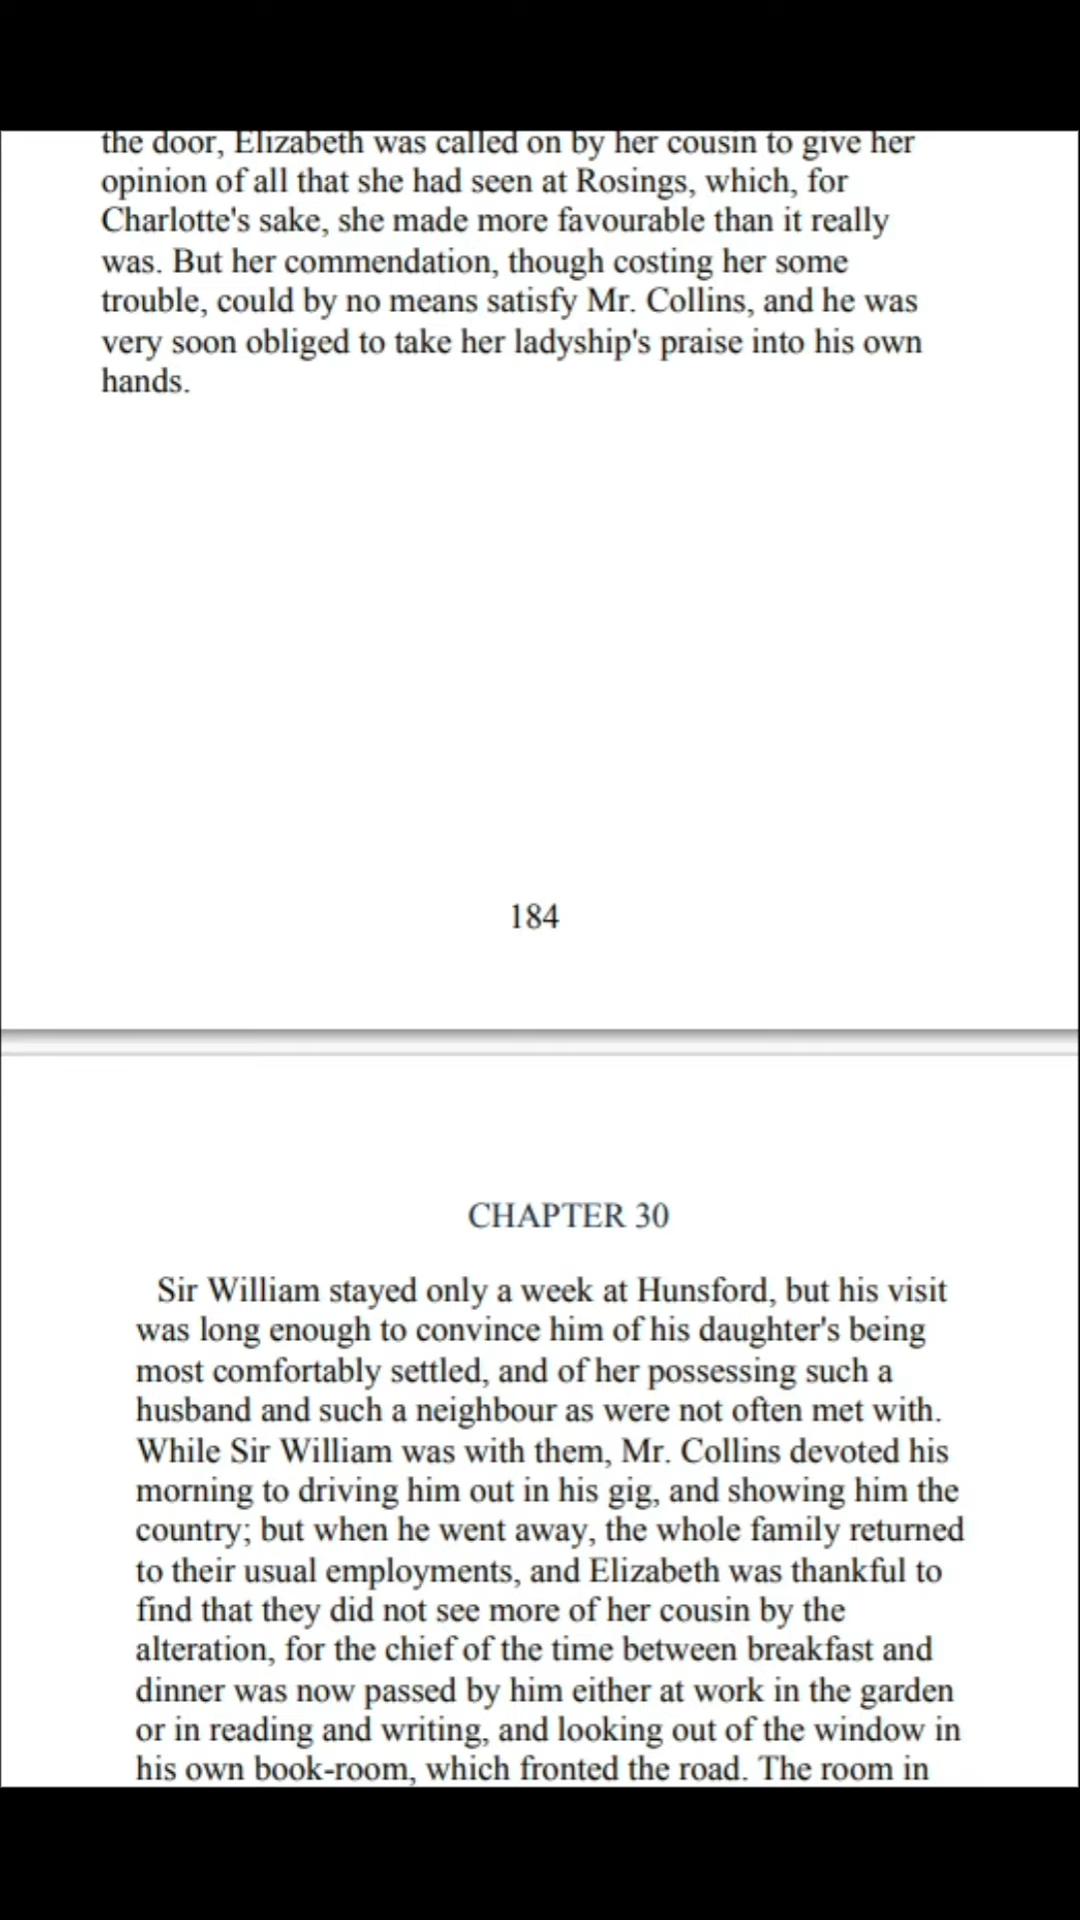 the door, Elizabeth was called on by her cousin to give her
opinion of all that she had seen at Rosings, which, for
Charlotte's sake, she made more favourable than it really
was. But her commendation, though costing her some
trouble, could by no means satisfy Mr. Collins, and he was
very soon obliged to take her ladyship's praise into his own
hands.
184
CHAPTER 30
Sir William stayed only a week at Hunsford, but his visit
was long enough to convince him of his daughter's being
most comfortably settled, and of her possessing such a
husband and such a neighbour as were not often met with.
While Sir William was with them, Mr. Collins devoted his
morning to driving him out in his gig, and showing him the
country; but when he went away, the whole family returned
to their usual employments, and Elizabeth was thankful to
find that they did not see more of her cousin by the
alteration, for the chief of the time between breakfast and
dinner was now passed by him either at work in the garden
or in reading and writing, and looking out of the window in
his own book-room, which fronted the road. The room in